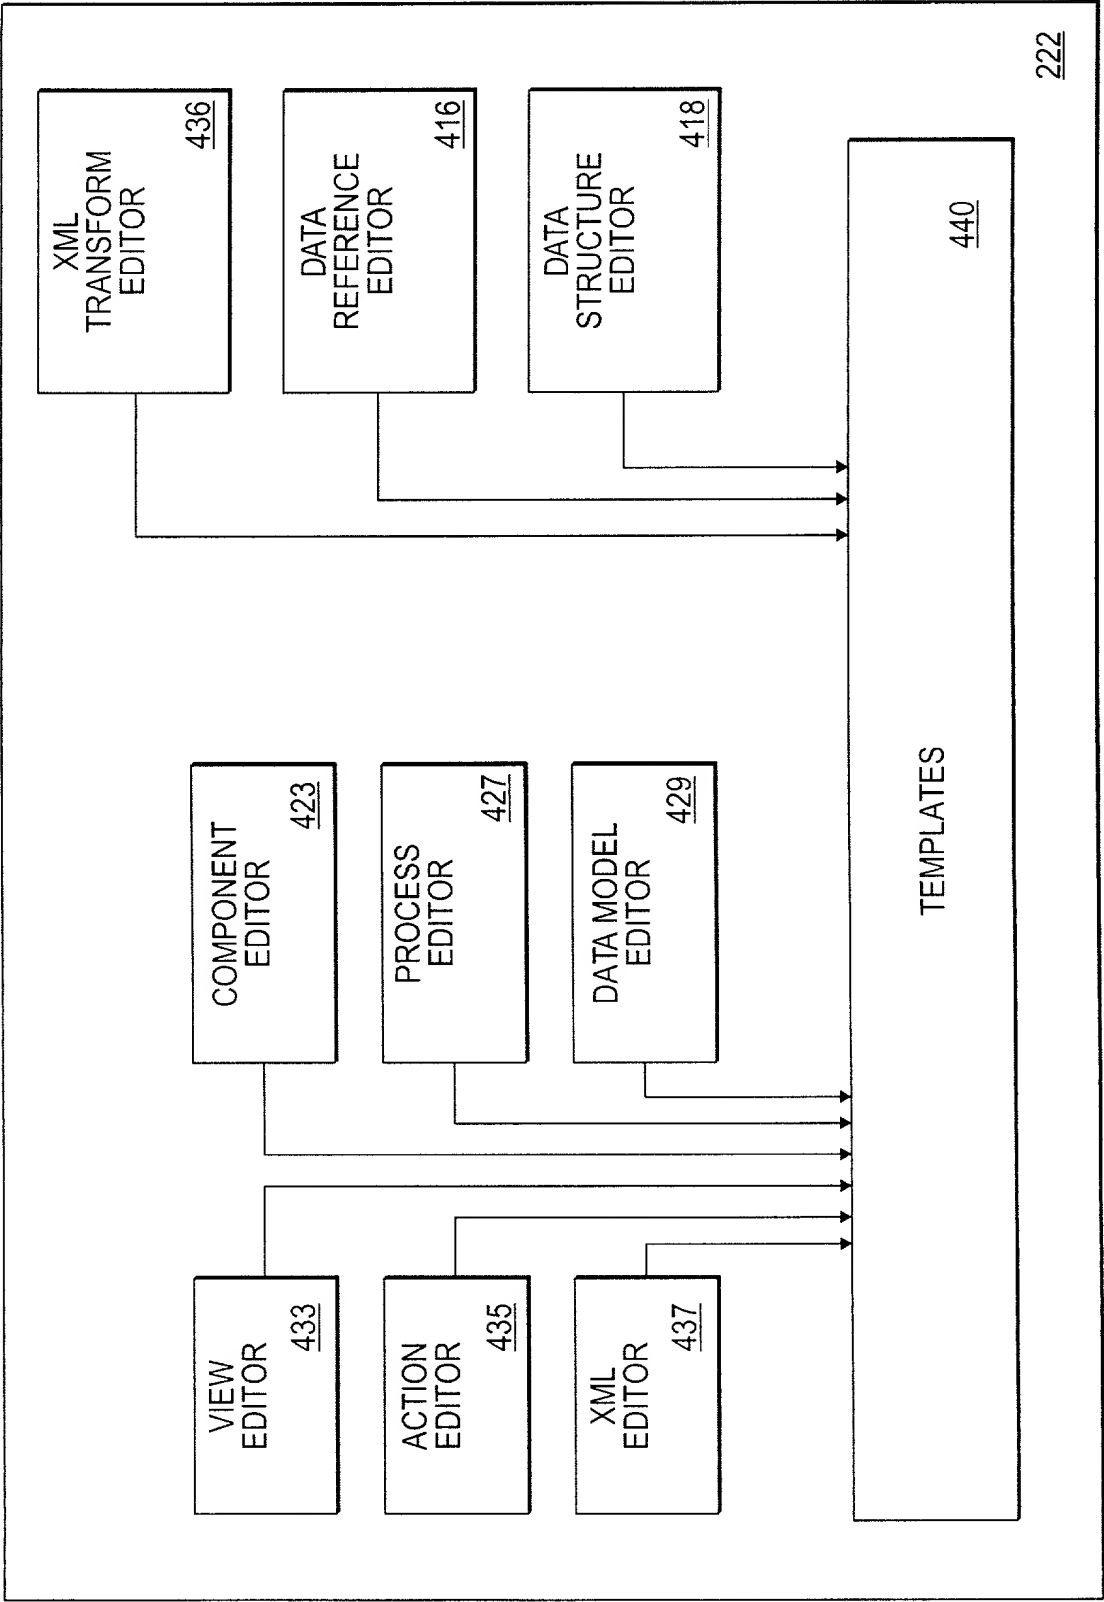 VIEW
EDITOR
433
ACTION
EDITOR
435
XML
EDITOR
437
COMPONENT
EDITOR
423
PROCESS
EDITOR
427
DATA MODEL
EDITOR
429
XML
TRANSFORM
EDITOR
436
DATA
REFERENCE
EDITOR
416
DATA
STRUCTURE
EDITOR
418
TEMPLATES
440
222